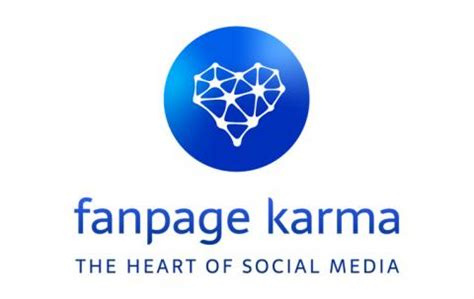 fanpage karma
THE HEART OF SOCIAL MEDIA